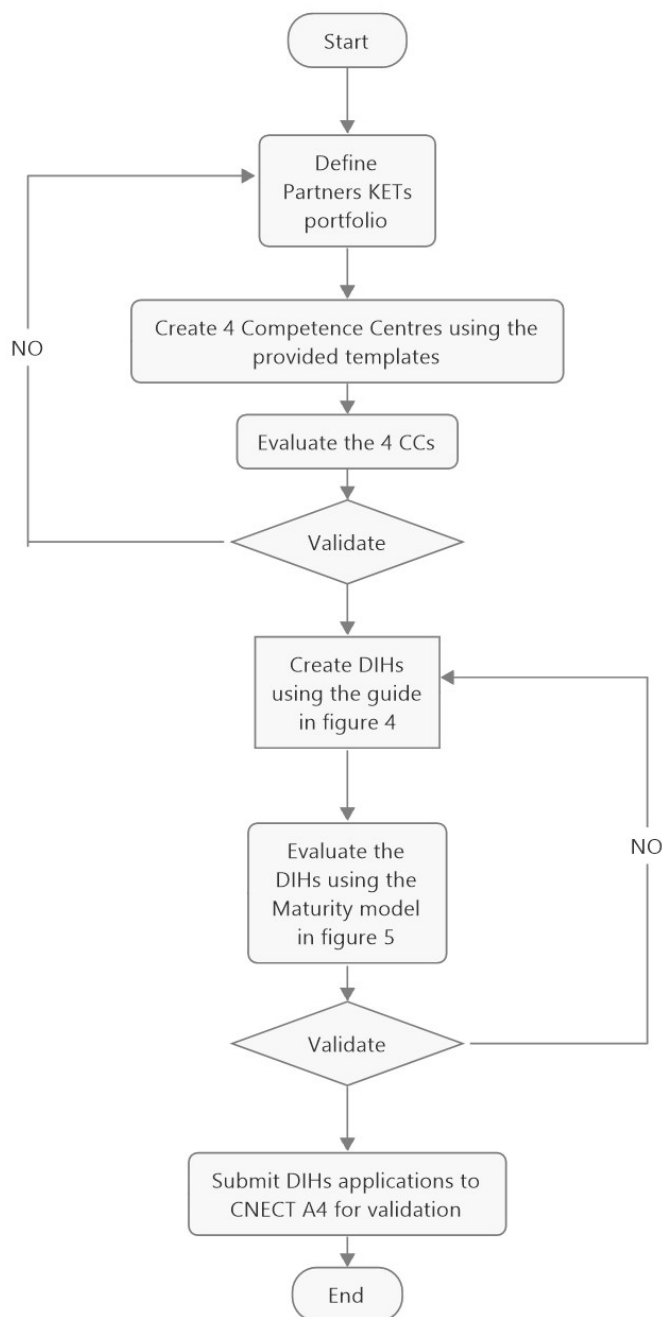 Start
Define
Partners KETs
portfolio
Create 4 Competence Centres using the
provided templates
NO
Evaluate the 4 CCs
Validate
Create DIHs
using the guide
in figure 4
Evaluate the
DIHs using the
Maturity model
in figure 5
NO
Validate
Submit DIHs applications to
CNECT A4 for validation
End